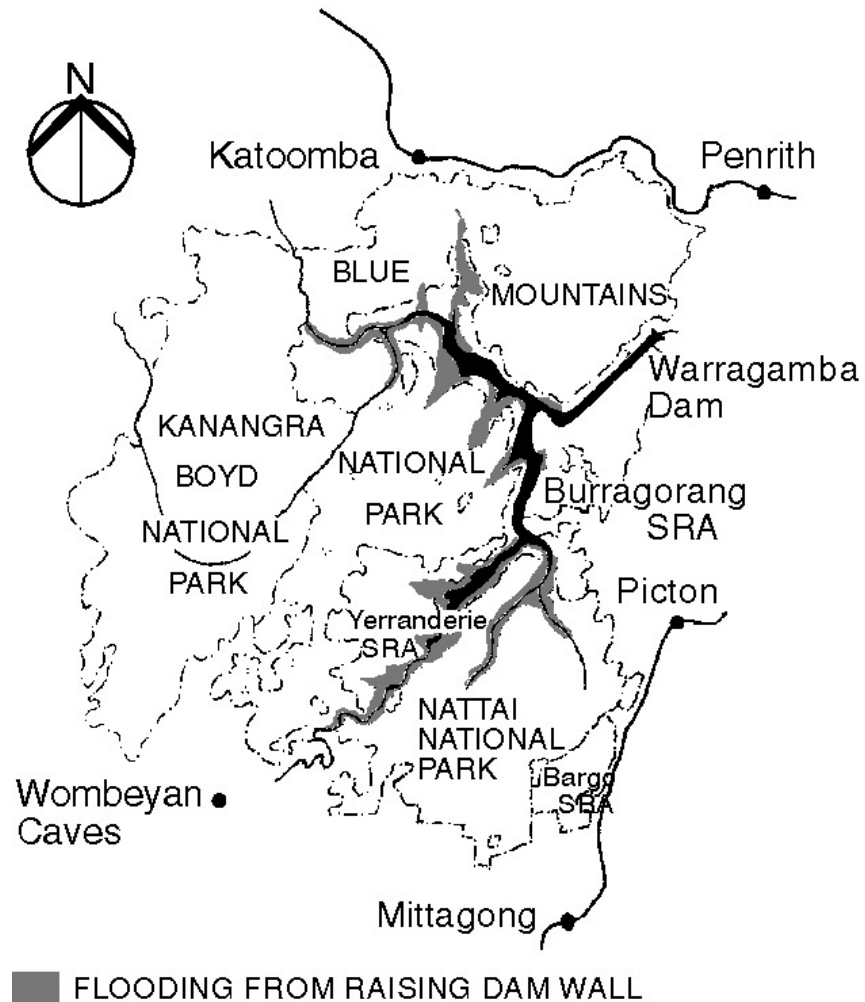 N
Katoomba
Penrith
BLUE
MOUNTAINS
Warragamba
Dam
KANANGRA
BOYD
NATIONAL
PARK
NATIONAL
PARK
Burragorang
SRA
Picton
Yerranderie
SRA
NATTAI
NATIONAL
PARK
Bargo
SRA
Wombeyan
Caves
Mittagong
FLOODING FROM RAISING DAM WALL